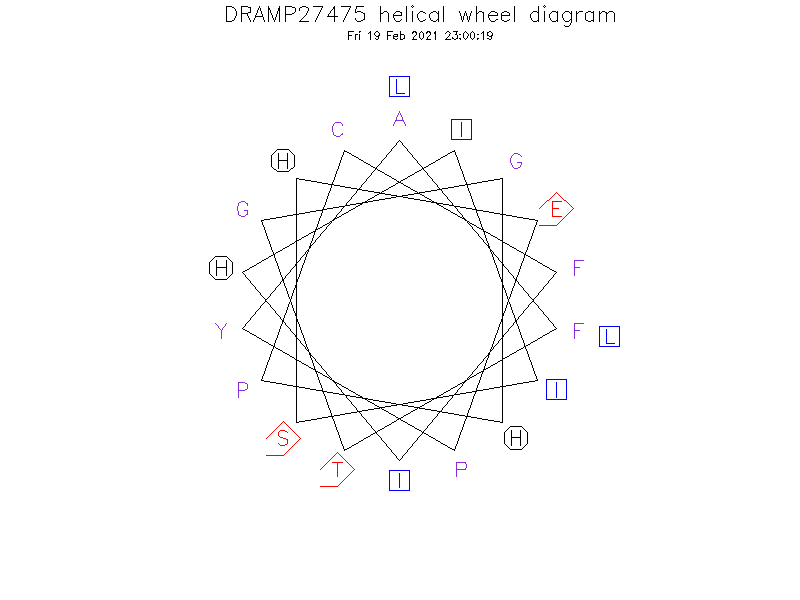 DRAMP27475 helical wheel diagram
Fri 19 Feb 2021 23:00:19
L
A
C I
H G
G E
H F
Y F L
P I
S H
T I P